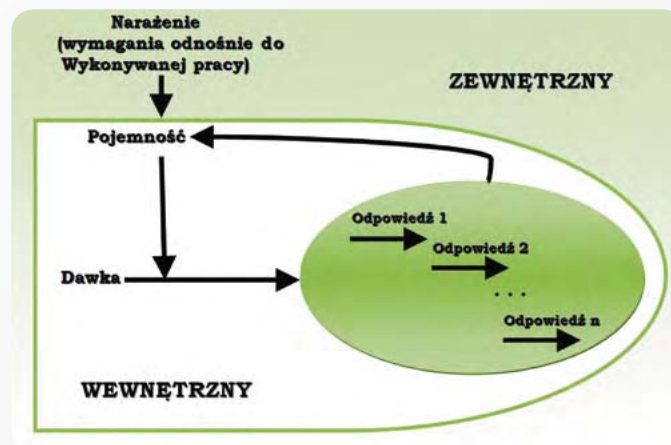 Narażenie
(wymagania odnośnie do
Wykonywanej pracy)
ZEWNĘTRZNY
Pojemność
Odpowiedź 1
Odpowiedź 2
Dawka
. . .
Odpowiedź n
WEWNĘTRZNY